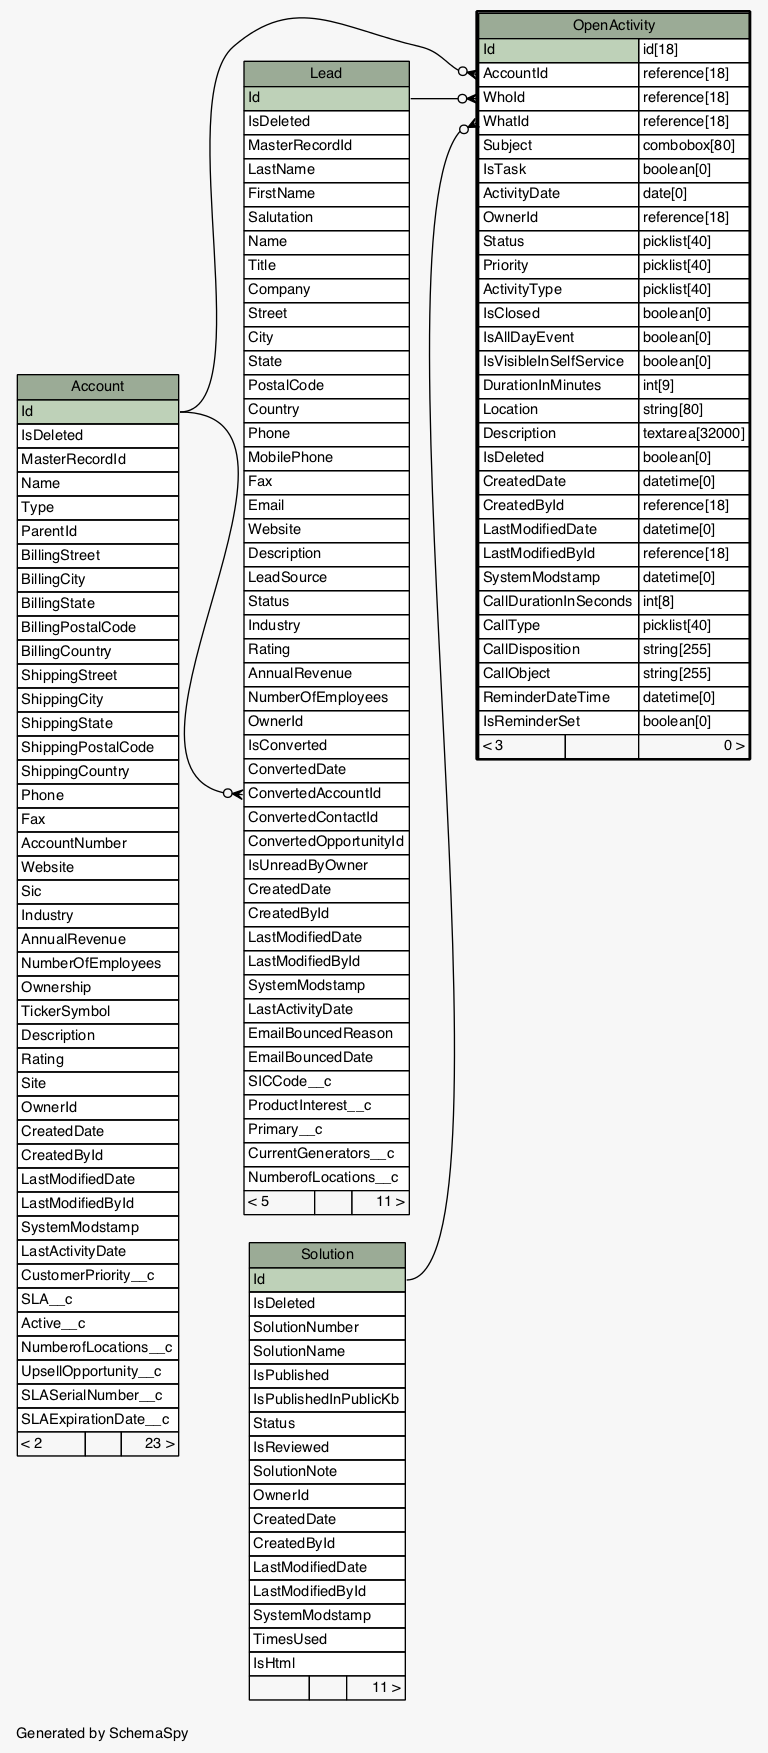 OpenActivity
Id id[18]
AccountId reference[18]
WhoId reference[18]
WhatId reference[18]
Subject combobox[80]
IsTask boolean[0]
ActivityDate date[0]
OwnerId reference[18]
Status picklist[40]
Priority picklist[40]
ActivityType picklist[40]
IsClosed boolean[0]
IsAllDayEvent boolean[0]
IsVisibleInSelfService boolean[0]
DurationInMinutes int[9]
Location string[80]
Description textarea[32000]
IsDeleted boolean[0]
CreatedDate datetime[0]
CreatedById reference[18]
LastModifiedDate datetime[0]
LastModifiedById reference[18]
SystemModstamp datetime[0]
CallDurationInSeconds int[8]
CallType picklist[40]
CallDisposition string[255]
CallObject string[255]
ReminderDateTime datetime[0]
IsReminderSet boolean[0]
< 3 0 >
Lead
Id
IsDeleted
MasterRecordId
LastName
FirstName
Salutation
Name
Title
Company
Street
City
State
PostalCode
Country
Phone
MobilePhone
Fax
Email
Website
Description
LeadSource
Status
Industry
Rating
AnnualRevenue
NumberOfEmployees
OwnerId
IsConverted
ConvertedDate
ConvertedAccountId
ConvertedContactId
ConvertedOpportunityId
IsUnreadByOwner
CreatedDate
CreatedById
LastModifiedDate
LastModifiedById
SystemModstamp
LastActivityDate
EmailBouncedReason
EmailBouncedDate
SICCode__c
ProductInterest__c
Primary__c
CurrentGenerators__c
NumberofLocations__c
< 5 11 >
Account
Id
IsDeleted
MasterRecordId
Name
Type
ParentId
BillingStreet
BillingCity
BillingState
BillingPostalCode
BillingCountry
ShippingStreet
ShippingCity
ShippingState
ShippingPostalCode
ShippingCountry
Phone
Fax
AccountNumber
Website
Sic
Industry
AnnualRevenue
NumberOfEmployees
Ownership
TickerSymbol
Description
Rating
Site
OwnerId
CreatedDate
CreatedById
LastModifiedDate
LastModifiedById
SystemModstamp
LastActivityDate
CustomerPriority__c
SLA__c
Active__c
NumberofLocations__c
UpsellOpportunity__c
SLASerialNumber__c
SLAExpirationDate__c
< 2 23 >
Solution
Id
IsDeleted
SolutionNumber
SolutionName
IsPublished
IsPublishedInPublicKb
Status
IsReviewed
SolutionNote
OwnerId
CreatedDate
CreatedById
LastModifiedDate
LastModifiedById
SystemModstamp
TimesUsed
IsHtml
11 >
Generated by SchemaSpy